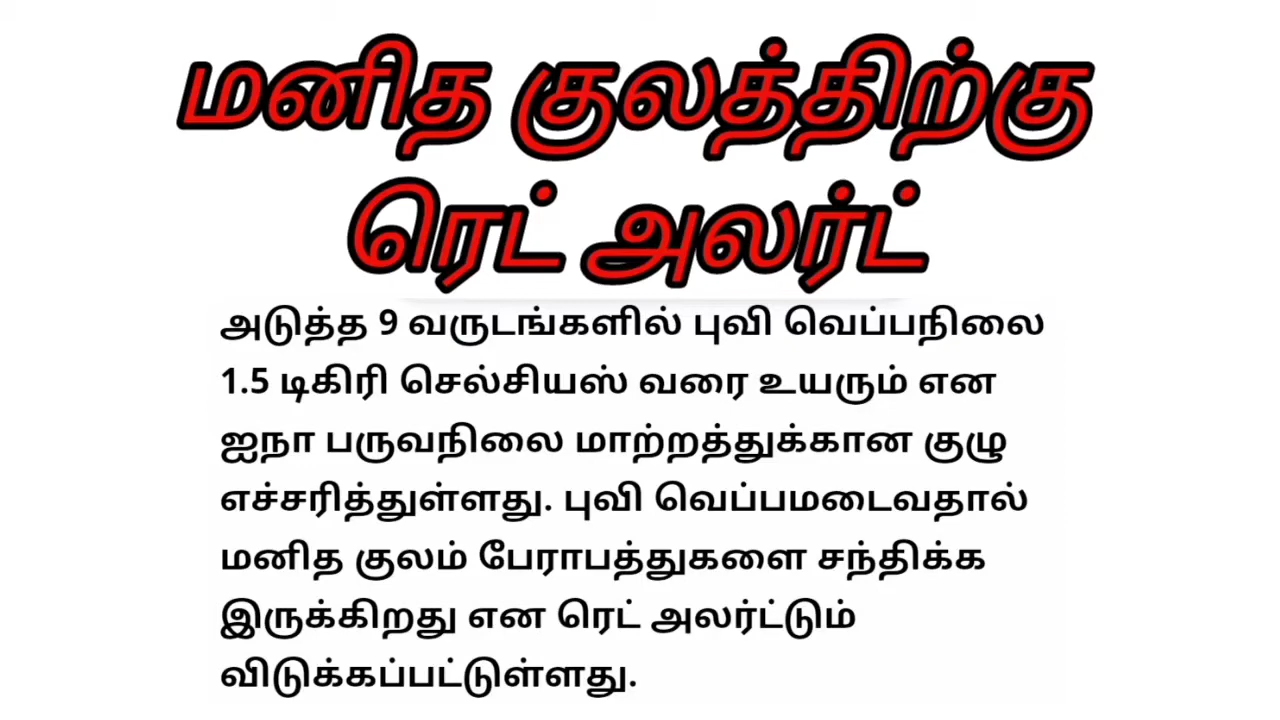 மனித குலத்திற்கு
ரெட் அலர்ட்
அடுத்த 9 வருடங்களில் புவி வெப்பநிலை
1.5 டிகிரி செல்சியஸ் வரை உயரும் என
ஐநா பருவநிலை மாற்றத்துக்கான குழு
எச்சரித்துள்ளது. புவி வெப்பமடைவதால்
மனித குலம் பேராபத்துகளை சந்திக்க
இருக்கிறது என ரெட் அலர்ட்டும்
விடுக்கப்பட்டுள்ளது.